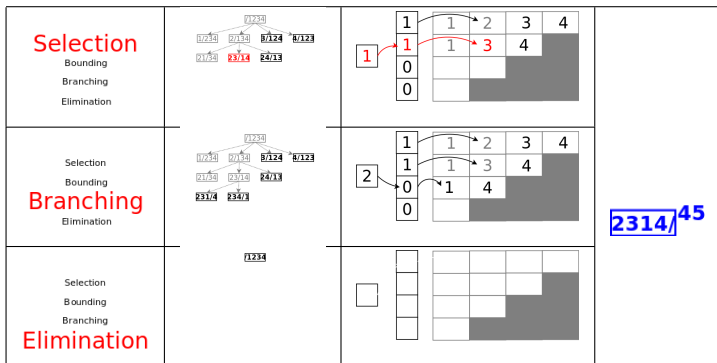 Selection
Bounding
Branching
Elimination
/1234
1/234 2/134 3/124 4/123
21/34 23/14 24/13
1
1
1
0
0
1 2 3 4
1 3 4
Selection
Bounding
Branching
Elimination
/1234
1/234 2/134 3/124 4/123
21/34 23/14 24/13
231/4 234/1
2
1
1
0
0
1 2 3 4
1 3 4
1 4
2314/45
Selection
Bounding
Branching
Elimination
/1234